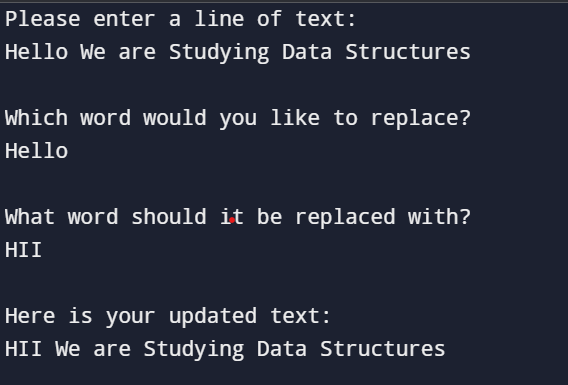 Please enter a line of text:
Hello We are Studying Data Structures
Which word would you like to replace?
Hello
What word should it be replaced with?
HII
Here is your updated text:
HII We are Studying Data Structures